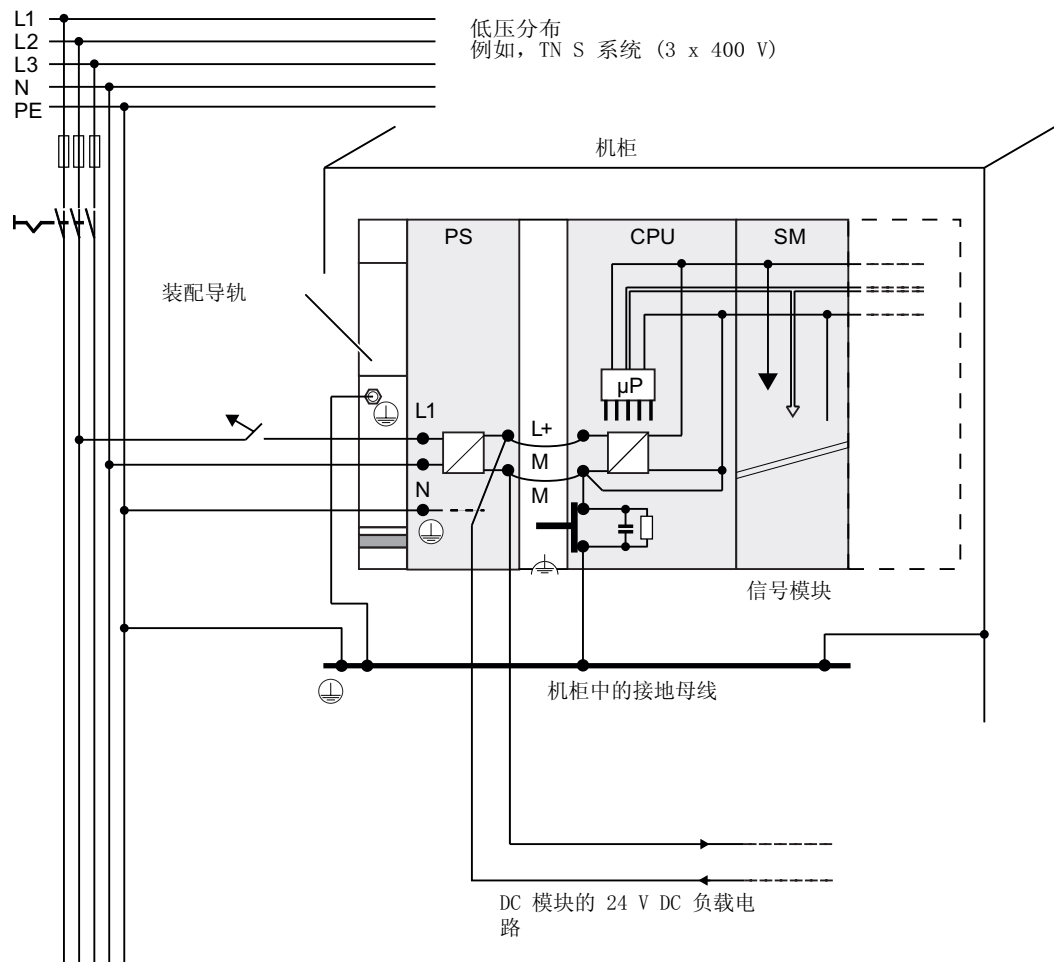 L1
L2
L3
N
PE
低压分布
例如，TN S 系统 (3 x 400 V)
机柜
PS
CPU
SM
装配导轨
µP
L1
L+
M
N
M
信号模块
机柜中的接地母线
DC 模块的 24 V DC 负载电
路